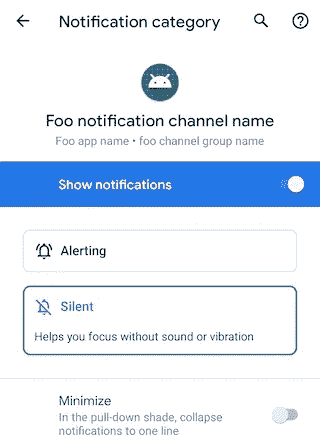 Notification category
Foo notification channel name
Foo app name • foo channel group name
Show notifications
Alerting
Silent
Helps you focus without sound or vibration
Minimize
In the pull-down shade, collapse
notifications to one line